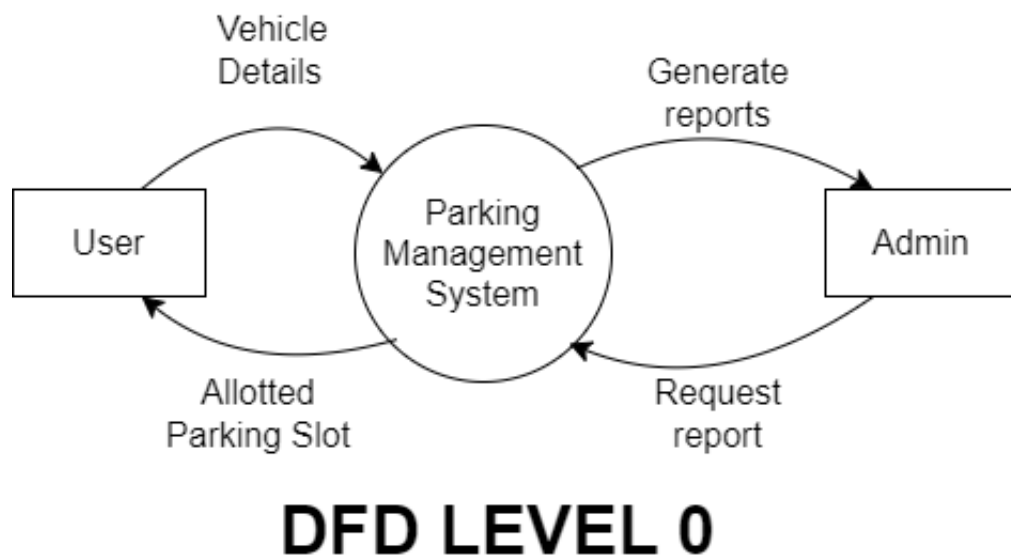 Vehicle
Details
Generate
reports
User
Parking
Management
System
Admin
Allotted
Parking Slot
Request
report
DFD LEVEL 0